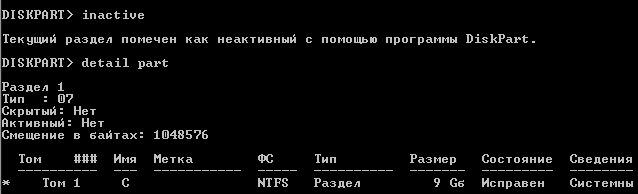 DISKPART> inactive
Текущий раздел помечен как неактивный с помощью программы DiskPart.
DISKPART> detail part
Раздел 1
Тип : 07
Скрытый: Нет
Активный: Нет
Смещение в байтах: 1048576
Том ### Имя Метка ФС Тип Размер Состояние Сведения
---------- --- ----------- ----- ---------- ------- --------- --------
* Том 1 C NTFS Раздел 9 Gб Исправен Системны